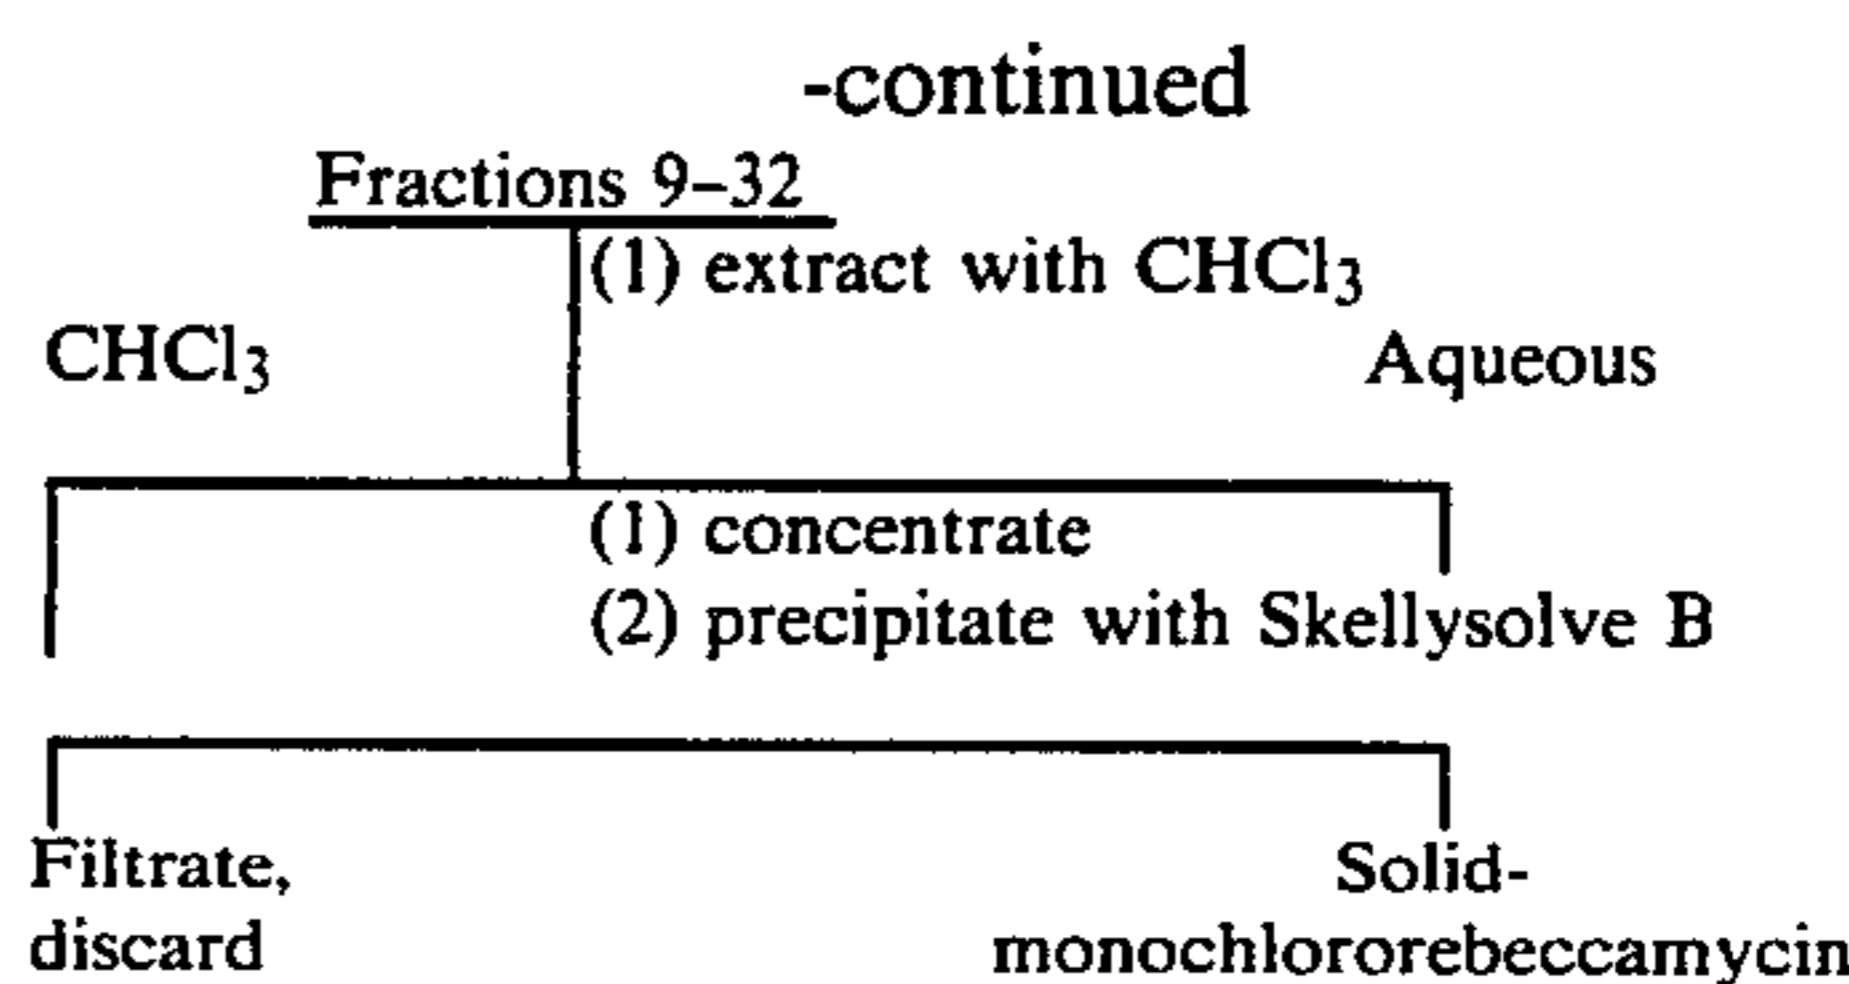 -continued
Fractions 9–32
(1) extract with CHCl₃
CHCl₃ Aqueous
(1) concentrate
(2) precipitate with Skellysolve B
Filtrate, Solid-
discard monochlororebeccamycin